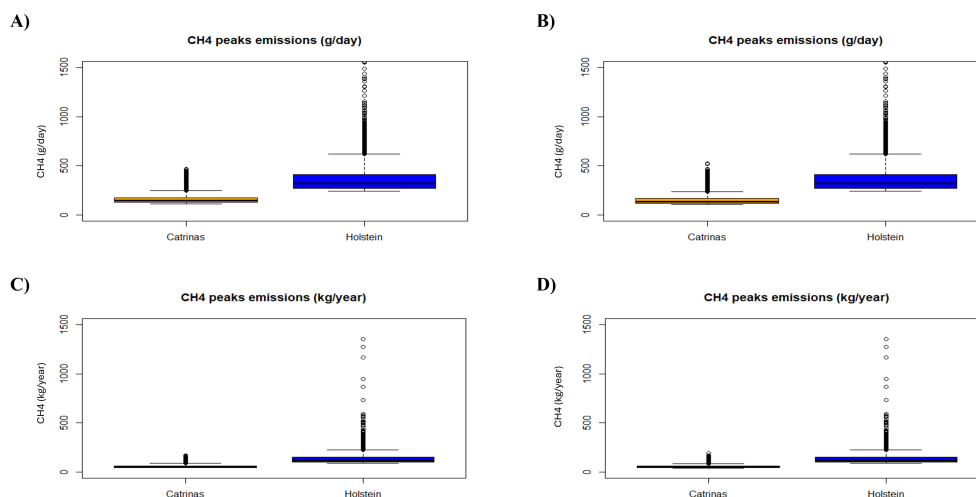 A)
CH4 peaks emissions (g/day)
CH4 (g/day)
1500
1000
500
0
Catrinas
Holstein
B)
CH4 peaks emissions (g/day)
CH4 (g/day)
1500
1000
500
0
Catrinas
Holstein
C)
CH4 peaks emissions (kg/year)
CH4 (kg/year)
1500
1000
500
0
Catrinas
Holstein
D)
CH4 peaks emissions (kg/year)
CH4 (kg/year)
1500
1000
500
0
Catrinas
Holstein